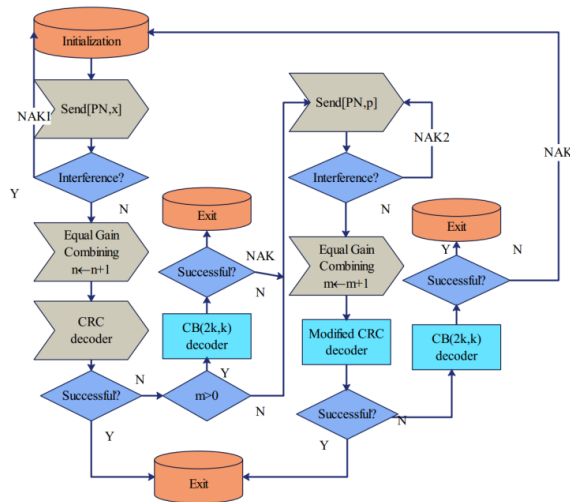 Initialization
Send[PN,x]
NAK1
Interference?
Y
N
Equal Gain
Combining
n←n+1
CRC
decoder
Successful?
N
Y
Exit
Successful?
NAK
N
CB(2k,k)
decoder
Y
m>0
N
Send[PN,p]
NAK2
Interference?
N
Equal Gain
Combining
m←m+1
Modified CRC
decoder
Successful?
Y
N
Exit
Y
N
Successful?
CB(2k,k)
decoder
NAK
Exit